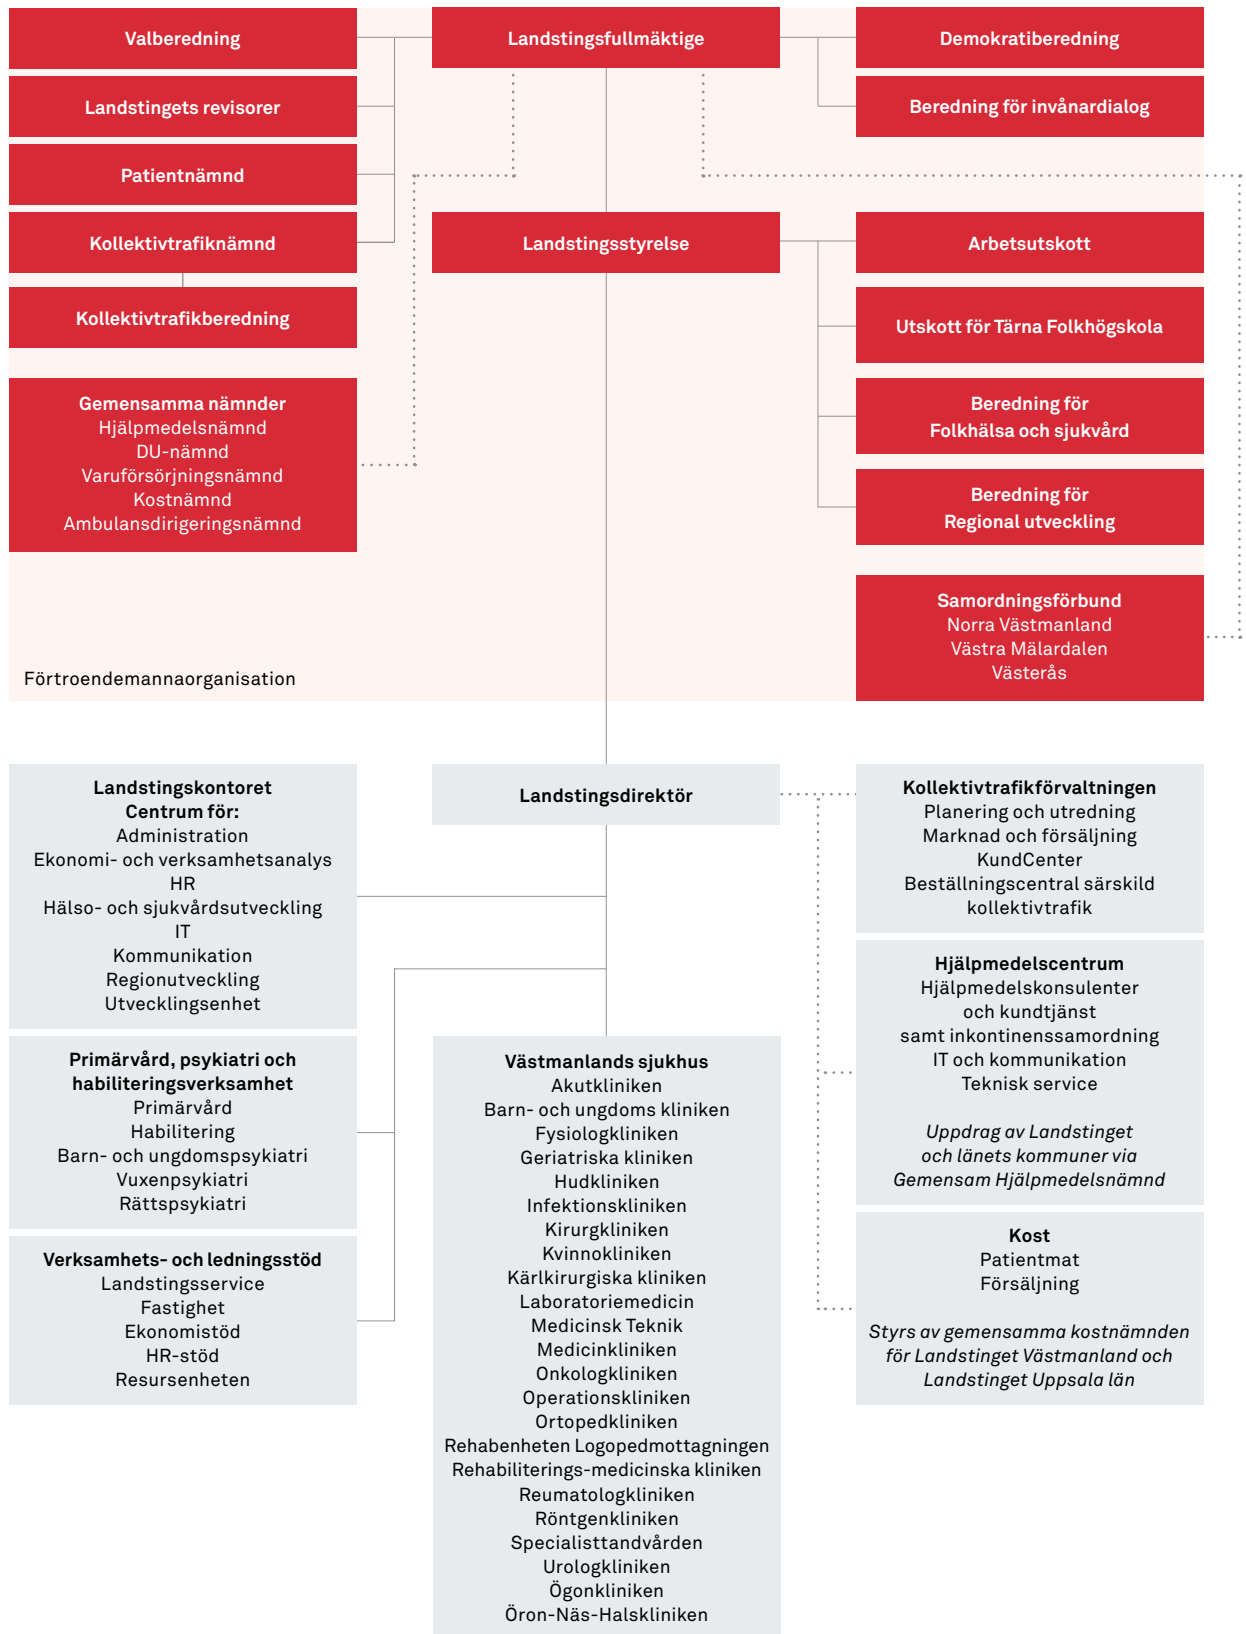 Valberedning
Landstingsfullmäktige
Demokratiberedning
Landstingets revisorer
Beredning för invånardialog
Patientnämnd
Kollektivtrafiknämnd
Landstingsstyrelse
Arbetsutskott
Kollektivtrafikberedning
Utskott för Tärna Folkhögskola
Gemensamma nämnder
Hjälpmedelsnämnd
DU-nämnd
Varuförsörjningsnämnd
Kostnämnd
Ambulansdirigeringsnämnd
Beredning för
Folkhälsa och sjukvård
Beredning för
Regional utveckling
Samordningsförbund
Norra Västmanland
Västra Mälardalen
Västerås
Förtroendemannaorganisation
Landstingskontoret
Centrum för:
Administration
Ekonomi- och verksamhetsanalys
HR
Hälso- och sjukvårdsutveckling
IT
Kommunikation
Regionutveckling
Utvecklingsenhet
Landstingsdirektör
Kollektivtrafikförvaltningen
Planering och utredning
Marknad och försäljning
KundCenter
Beställningscentral särskild
kollektivtrafik
Hjälpmedelscentrum
Hjälpmedelskonsulenter
och kundtjänst
samt inkontinenssamordning
IT och kommunikation
Teknisk service
Uppdrag av Landstinget
och länets kommuner via
Gemensam Hjälpmedelsnämnd
Primärvård, psykiatri och
habiliteringsverksamhet
Primärvård
Habilitering
Barn- och ungdomspsykiatri
Vuxenpsykiatri
Rättspsykiatri
Västmanlands sjukhus
Akutkliniken
Barn- och ungdoms kliniken
Fysiologkliniken
Geriatriska kliniken
Hudkliniken
Infektionskliniken
Kirurgkliniken
Kvinnokliniken
Kärlkirurgiska kliniken
Laboratoriemedicin
Medicinsk Teknik
Medicinkliniken
Onkologkliniken
Operationskliniken
Ortopedkliniken
Rehabenheten Logopedmottagningen
Rehabiliterings-medicinska kliniken
Reumatologkliniken
Röntgenkliniken
Specialisttandvården
Urologkliniken
Ögonkliniken
Öron-Näs-Halskliniken
Verksamhets- och ledningsstöd
Landstingsservice
Fastighet
Ekonomistöd
HR-stöd
Resursenheten
Kost
Patientmat
Försäljning
Styrs av gemensamma kostnämnden
för Landstinget Västmanland och
Landstinget Uppsala län